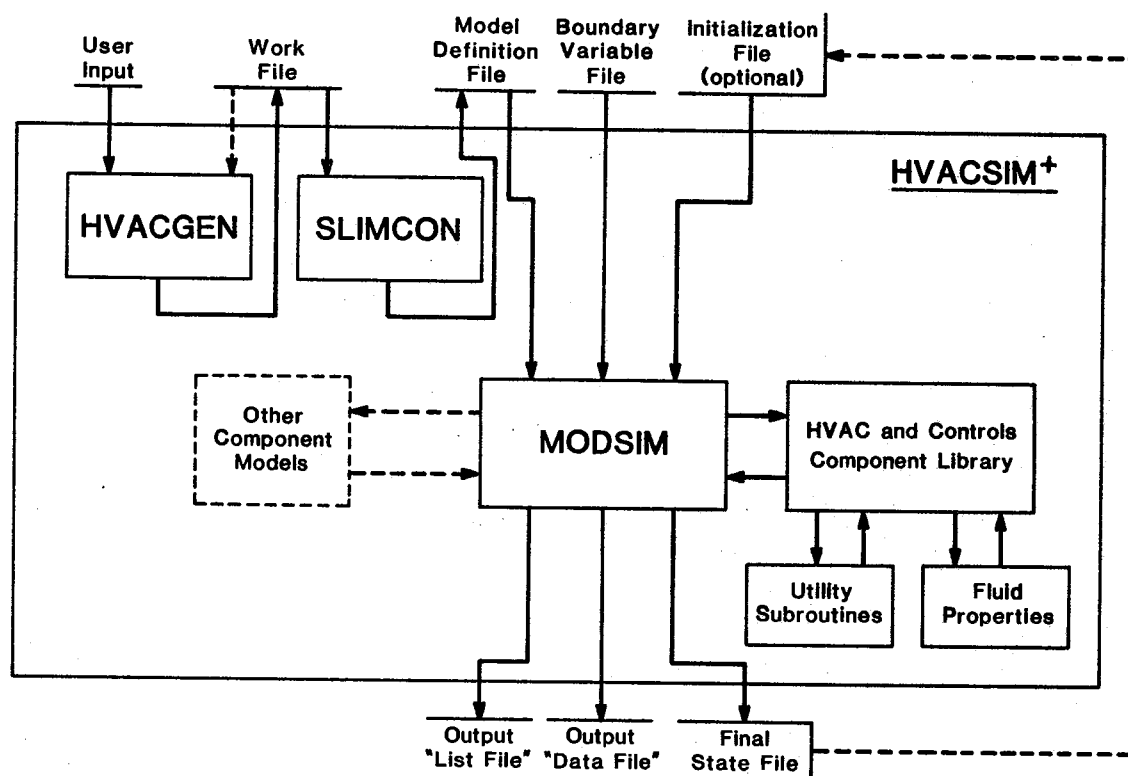 User
Input
Work
File
Model
Definition
File
Boundary
Variable
File
Initialization
File
(optional)
HVACSIM+
HVACGEN
SLIMCON
Other
Component
Models
MODSIM
HVAC and Controls
Component Library
Utility
Subroutines
Fluid
Properties
Output
"List File"
Output
"Data File"
Final
State File